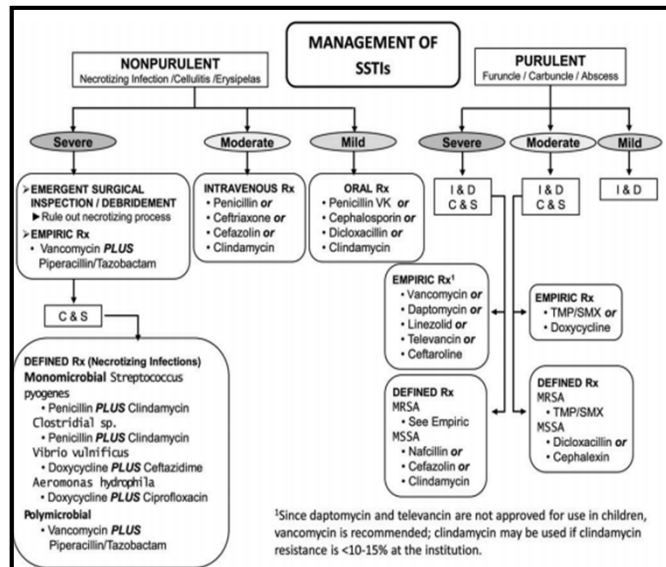 MANAGEMENT OF
SSTIs
NONPURULENT
Necrotizing Infection /Cellulitis /Erysipelas
Severe
Moderate
Mild
➢EMERGENT SURGICAL
INSPECTION / DEBRIDEMENT
▶ Rule out necrotizing process
➢EMPIRIC Rx
• Vancomycin PLUS
Piperacillin/Tazobactam
C & S
DEFINED Rx (Necrotizing Infections)
Monomicrobial Streptococcus
pyogenes
• Penicillin PLUS Clindamycin
Clostridial sp.
• Penicillin PLUS Clindamycin
Vibrio vulnificus
• Doxycycline PLUS Ceftazidime
Aeromonas hydrophila
• Doxycycline PLUS Ciprofloxacin
Polymicrobial
• Vancomycin PLUS
Piperacillin/Tazobactam
INTRAVENOUS Rx
• Penicillin or
• Ceftriaxone or
• Cefazolin or
• Clindamycin
ORAL Rx
• Penicillin VK or
• Cephalosporin or
• Dicloxacillin or
• Clindamycin
PURULENT
Furuncle / Carbuncle / Abscess
Severe
Moderate
Mild
I & D
C & S
I & D
C & S
I & D
EMPIRIC Rx¹
• Vancomycin or
• Daptomycin or
• Linezolid or
• Televancin or
• Ceftaroline
EMPIRIC Rx
• TMP/SMX or
• Doxycycline
DEFINED Rx
MRSA
• See Empiric
MSSA
• Nafcillin or
• Cefazolin or
• Clindamycin
DEFINED Rx
MRSA
• TMP/SMX
MSSA
• Dicloxacillin or
• Cephalexin
¹Since daptomycin and televancin are not approved for use in children,
vancomycin is recommended; clindamycin may be used if clindamycin
resistance is <10-15% at the institution.